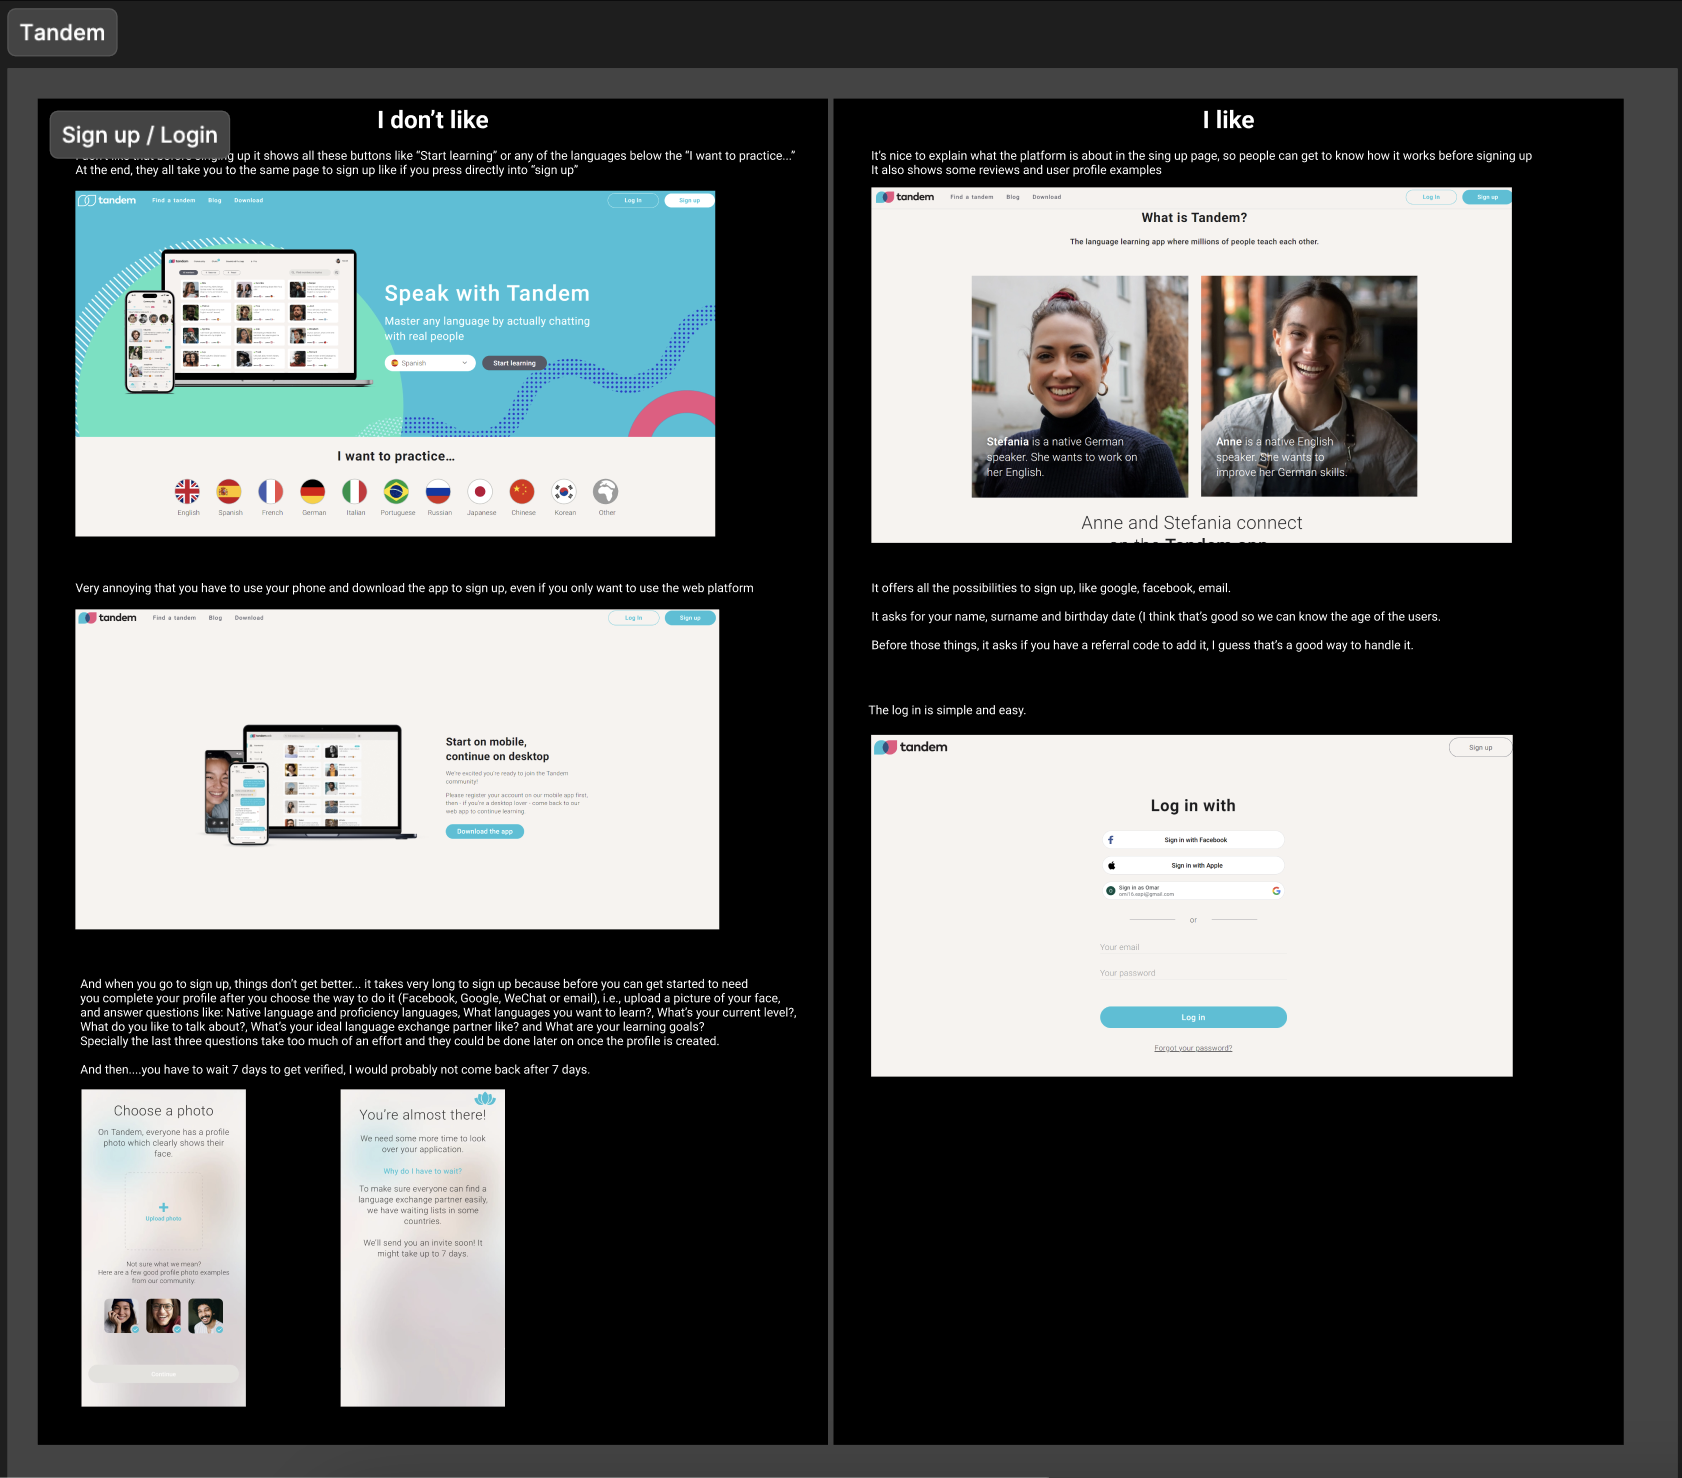 Tandem
Sign up / Login
I don't like
up it shows all these buttons like “Start learning” or any of the languages below the “I want to practice...”
At the end, they all take you to the same page to sign up like if you press directly into “sign up”
tandem
Find a tandem Blog Download
Log In Sign up
Speak with Tandem
Master any language by actually chatting
with real people
Spanish Start learning
I want to practice...
English Spanish French German Italian Portuguese Russian Japanese Chinese Korean Other
Very annoying that you have to use your phone and download the app to sign up, even if you only want to use the web platform
tandem
Find a tandem Blog Download
Log In Sign up
Start on mobile,
continue on desktop
We're excited you're ready to join the Tandem
community!
Please register your account on our mobile app first,
then - if you're a desktop lover - come back to our
web app to continue learning.
Download the app
And when you go to sign up, things don't get better... it takes very long to sign up because before you can get started to need
you complete your profile after you choose the way to do it (Facebook, Google, WeChat or email), i.e., upload a picture of your face,
and answer questions like: Native language and proficiency languages, What languages you want to learn?, What's your current level?,
What do you like to talk about?, What's your ideal language exchange partner like? and What are your learning goals?
Specially the last three questions take too much of an effort and they could be done later on once the profile is created.
And then....you have to wait 7 days to get verified, I would probably not come back after 7 days.
Choose a photo
On Tandem, everyone has a profile
photo which clearly shows their
face.
Upload photo
Not sure what we mean?
Here are a few good profile photo examples
from our community.
Continue
You're almost there!
We need some more time to look
over your application.
Why do I have to wait?
To make sure everyone can find a
language exchange partner easily,
we have waiting lists in some
countries.
We'll send you an invite soon! It
might take up to 7 days.
I like
It's nice to explain what the platform is about in the sing up page, so people can get to know how it works before signing up
It also shows some reviews and user profile examples
tandem
Find a tandem Blog Download
Log In Sign up
What is Tandem?
The language learning app where millions of people teach each other.
Stefania is a native German
speaker. She wants to work on
her English.
Anne is a native English
speaker. She wants to
improve her German skills.
Anne and Stefania connect
on the Tandem app
It offers all the possibilities to sign up, like google, facebook, email.
It asks for your name, surname and birthday date (I think that's good so we can know the age of the users.
Before those things, it asks if you have a referral code to add it, I guess that's a good way to handle it.
The log in is simple and easy.
tandem
Sign up
Log in with
Sign in with Facebook
Sign in with Apple
Sign in as Omar
omi16.espi@gmail.com
or
Your email
Your password
Log in
Forgot your password?